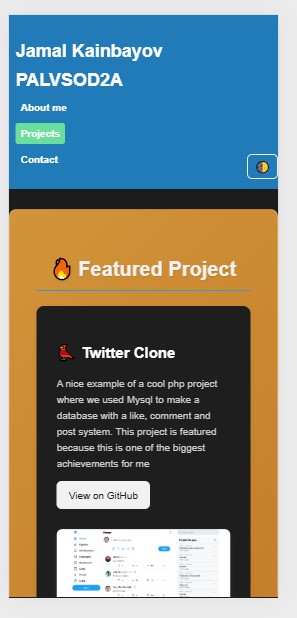 Jamal Kainbayov
PALVSOD2A
About me
Projects
Contact
Featured Project
Twitter Clone
A nice example of a cool php project
where we used Mysql to make a
database with a like, comment and
post system. This project is featured
because this is one of the biggest
achievements for me
View on GitHub